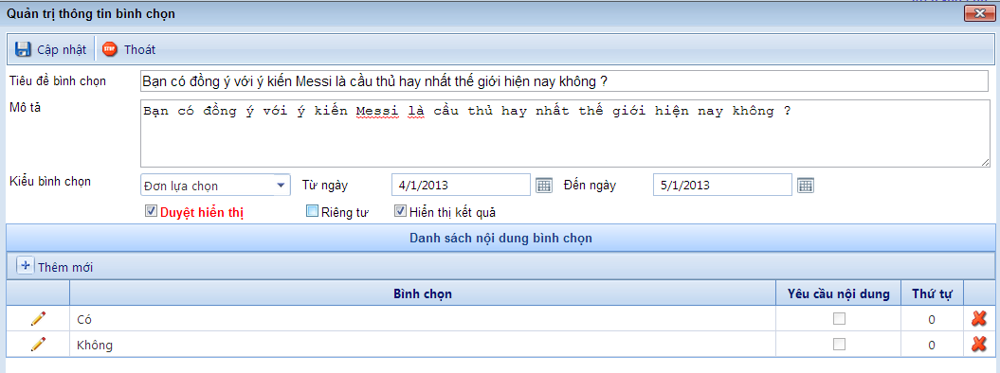 Quản trị thông tin bình chọn
Cập nhật STOP Thoát
Tiêu đề bình chọn Bạn có đồng ý với ý kiến Messi là cầu thủ hay nhất thế giới hiện nay không ?
Mô tả Bạn có đồng ý với ý kiến Messi là cầu thủ hay nhất thế giới hiện nay không ?
Kiểu bình chọn Đơn lựa chọn Từ ngày 4/1/2013 Đến ngày 5/1/2013
Duyệt hiển thị Riêng tư Hiển thị kết quả
Danh sách nội dung bình chọn
Thêm mới
Bình chọn Yêu cầu nội dung Thứ tự
Có 0
Không 0